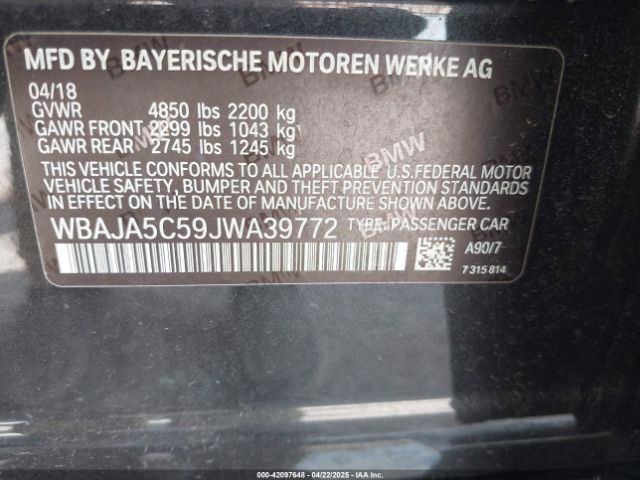 MFD BY BAYERISCHE MOTOREN WERKE AG
04/18
GVWR 4850 lbs 2200 kg
GAWR FRONT 2299 lbs 1043 kg
GAWR REAR 2745 lbs 1245 kg
THIS VEHICLE CONFORMS TO ALL APPLICABLE U.S.FEDERAL MOTOR
VEHICLE SAFETY, BUMPER AND THEFT PREVENTION STANDARDS
IN EFFECT ON THE DATE OF MANUFACTURE SHOWN ABOVE.
WBAJA5C59JWA39772 TYPE: PASSENGER CAR
A90/7
7 315 814
000-42097648 - 04/22/2025 - IAA, Inc.